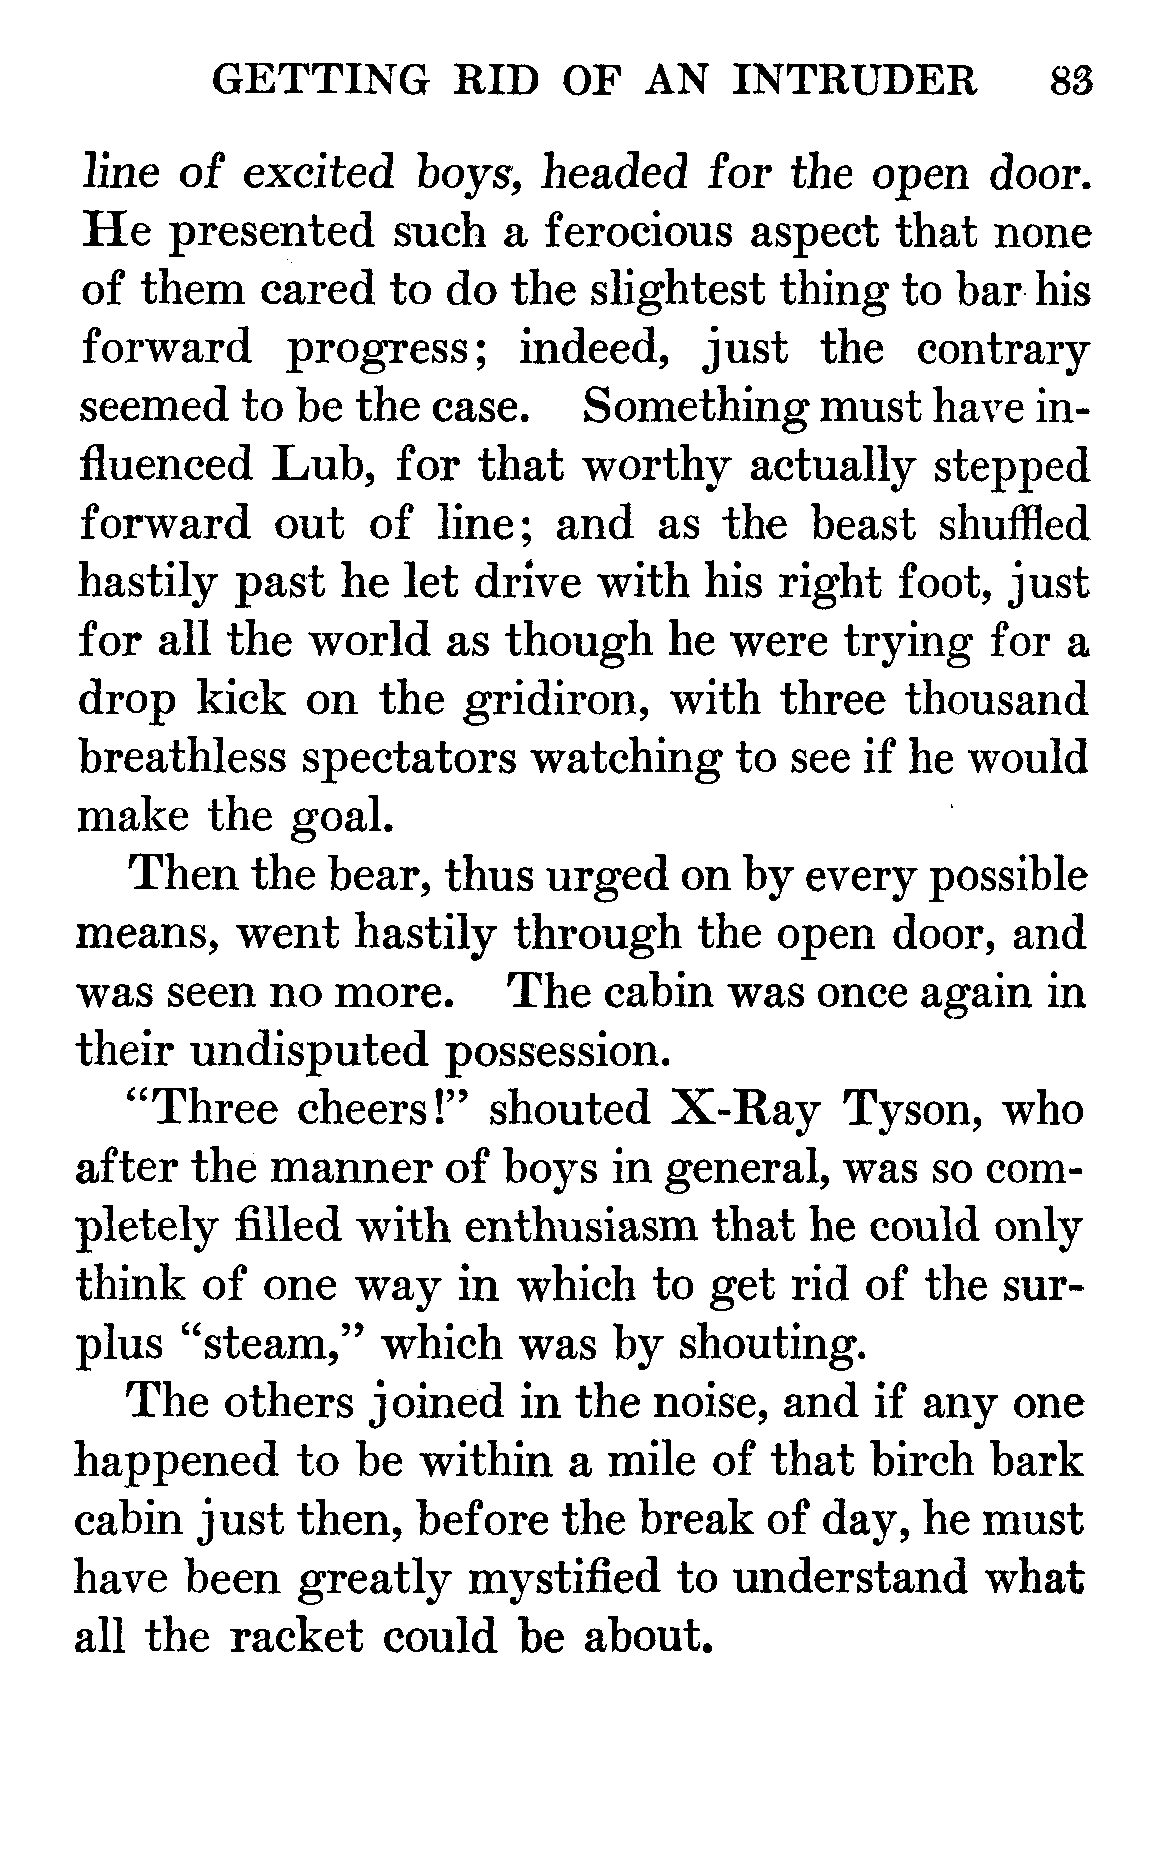 GETTING RID OF AN INTRUDER 83
line of excited boys, headed for the open door.
He presented such a ferocious aspect that none
of them cared to do the slightest thing to bar his
forward progress; indeed, just the contrary
seemed to be the case. Something must have in-
fluenced Lub, for that worthy actually stepped
forward out of line; and as the beast shuffled
hastily past he let drive with his right foot, just
for all the world as though he were trying for a
drop kick on the gridiron, with three thousand
breathless spectators watching to see if he would
make the goal.
Then the bear, thus urged on by every possible
means, went hastily through the open door, and
was seen no more. The cabin was once again in
their undisputed possession.
“Three cheers!” shouted X-Ray Tyson, who
after the manner of boys in general, was so com-
pletely filled with enthusiasm that he could only
think of one way in which to get rid of the sur-
plus “steam,” which was by shouting.
The others joined in the noise, and if any one
happened to be within a mile of that birch bark
cabin just then, before the break of day, he must
have been greatly mystified to understand what
all the racket could be about.